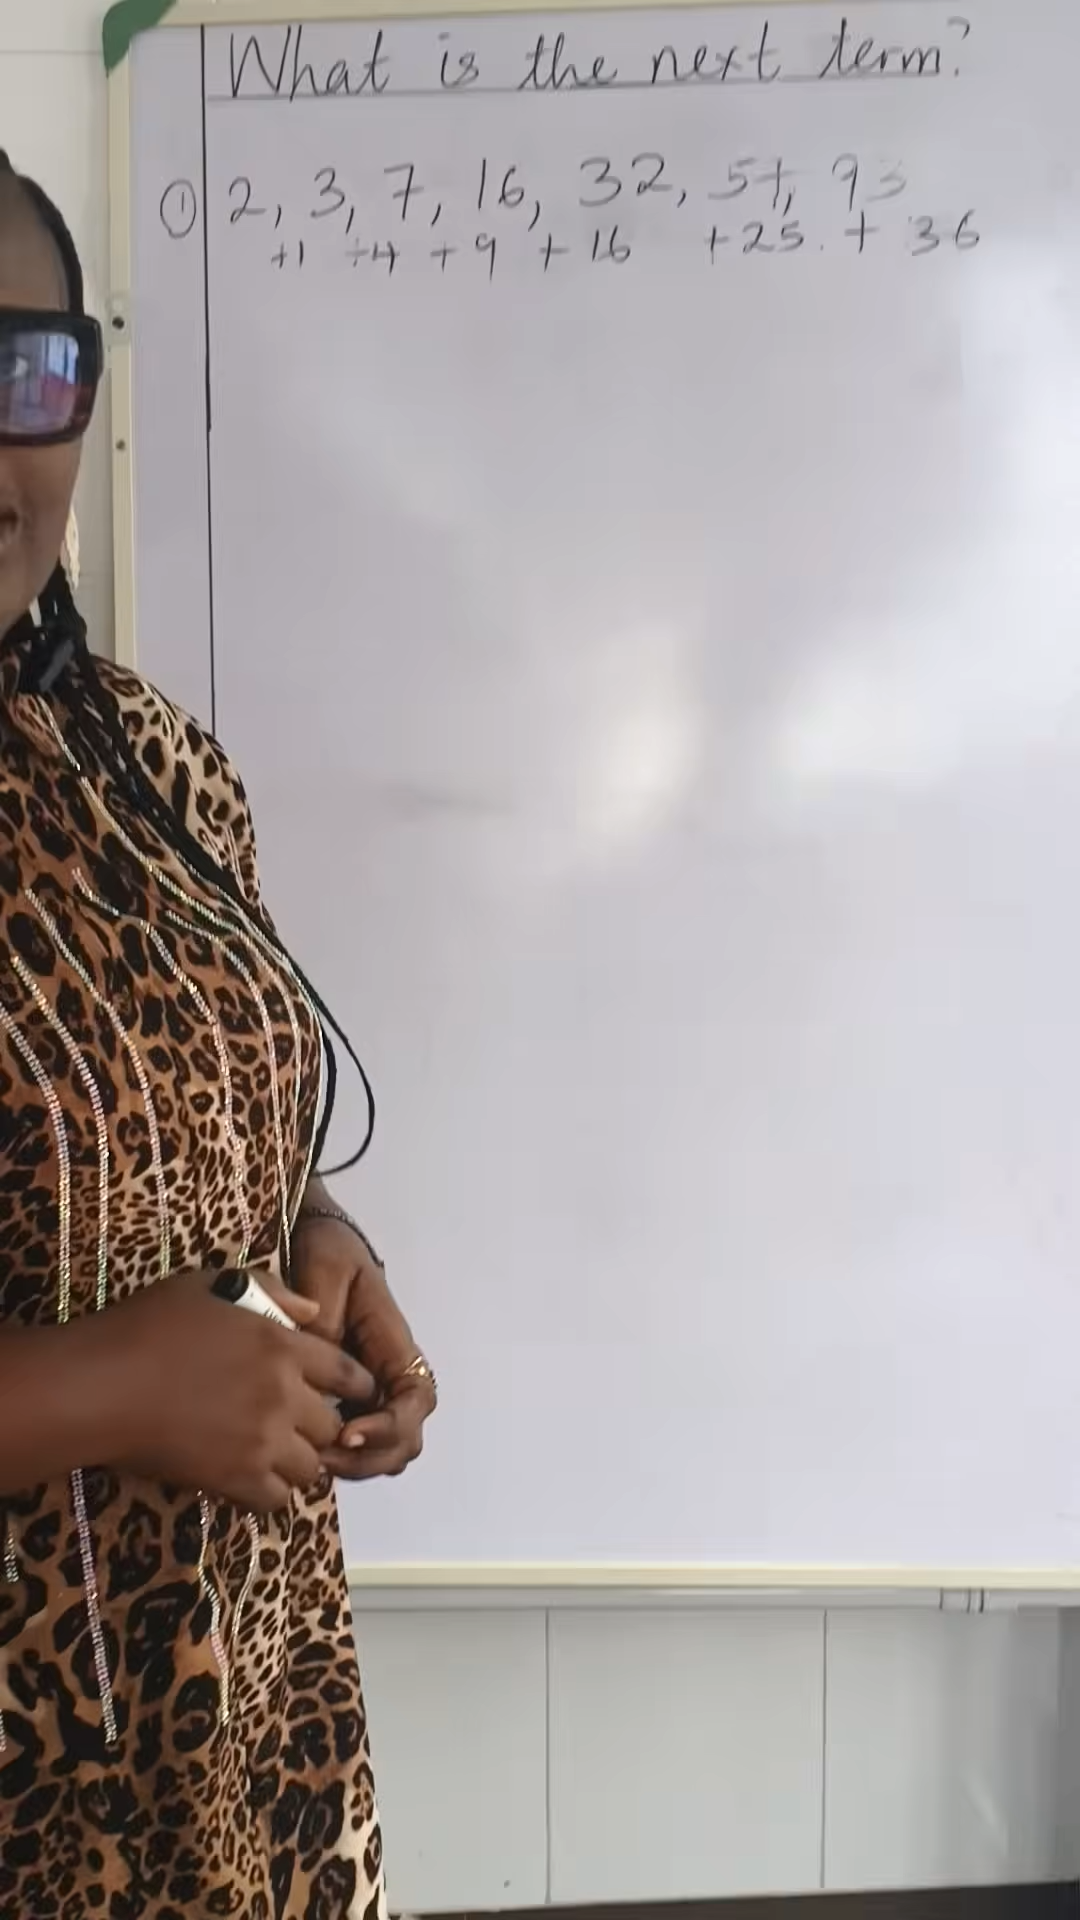 What is the next term?
① 2, 3, 7, 16, 32, 57, 93
+1 +4 +9 +16 +25. + 36